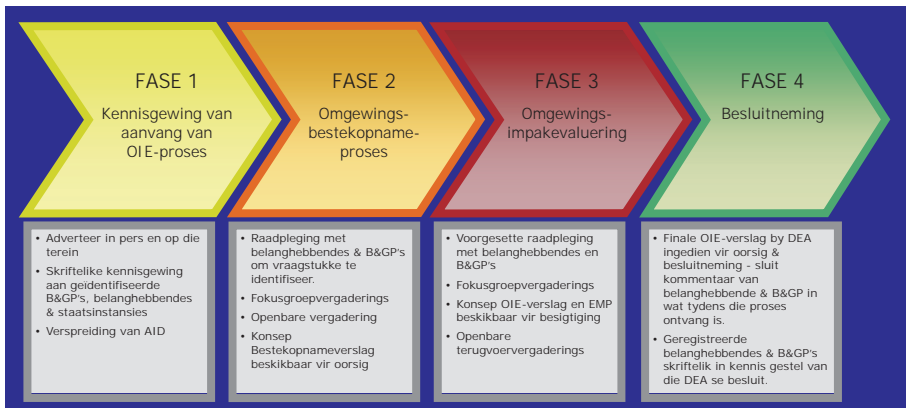 FASE 1
Kennisgewing van
aanvang van
OIE-proses
FASE 2
Omgewings-
bestekopname-
proses
FASE 3
Omgewings-
impakevaluering
FASE 4
Besluitneming
• Adverteer in pers en op die
terein
• Skriftelike kennisgewing
aan geïdentifiseerde
B&GP's, belanghebbendes
& staatsinstansies
• Verspreiding van AID
• Raadpleging met
belanghebbendes & B&GP's
om vraagstukke te
identifiseer.
• Fokusgroepvergaderings
• Openbare vergadering
• Konsep
Bestekopnameverslag
beskikbaar vir oorsig
• Voorgesette raadpleging
met belanghebbendes en
B&GP's
• Fokusgroepvergaderings
• Konsep OIE-verslag en EMP
beskikbaar vir besigtiging
• Openbare
terugvoervergaderings
• Finale OIE-verslag by DEA
ingedien vir oorsig &
besluitneming - sluit
kommentaar van
belanghebbende & B&GP in
wat tydens die proses
ontvang is.
• Geregistreerde
belanghebbendes & B&GP's
skriftelik in kennis gestel van
die DEA se besluit.